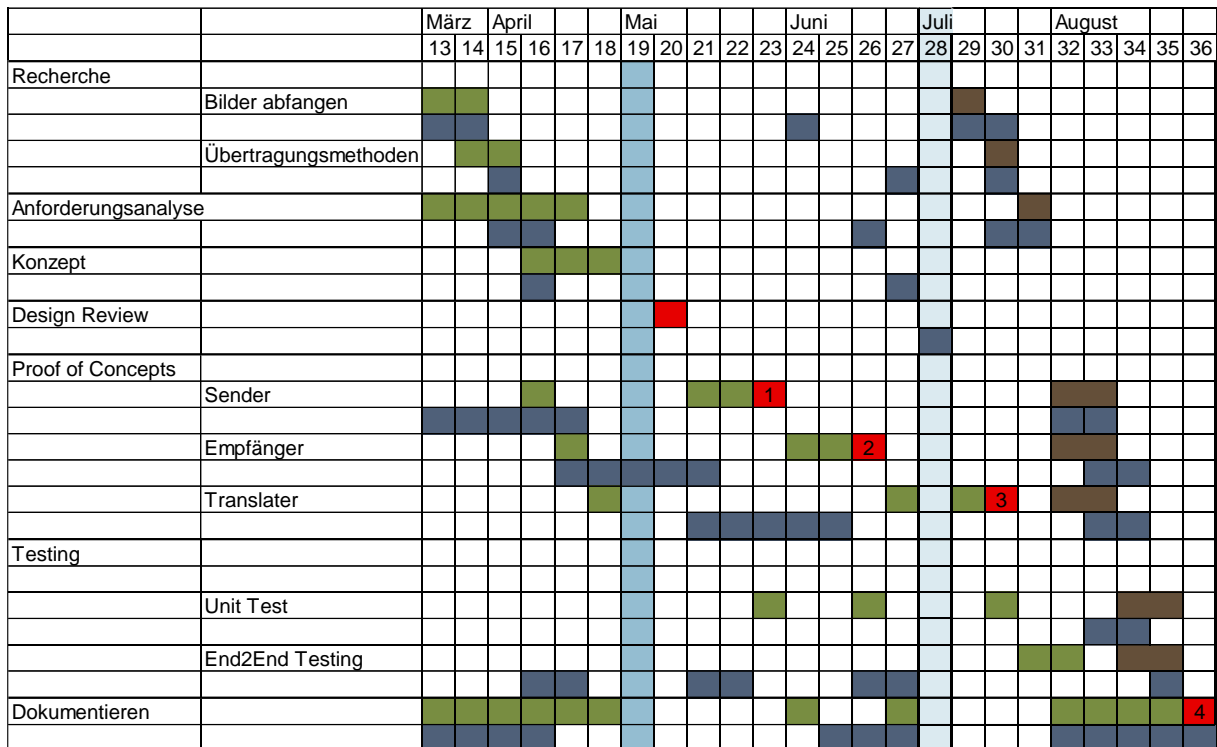 März April Mai Juni Juli August
13 14 15 16 17 18 19 20 21 22 23 24 25 26 27 28 29 30 31 32 33 34 35 36
Recherche
Bilder abfangen
Übertragungsmethoden
Anforderungsanalyse
Konzept
Design Review
Proof of Concepts
Sender 1
Empfänger 2
Translater 3
Testing
Unit Test
End2End Testing
Dokumentieren 4